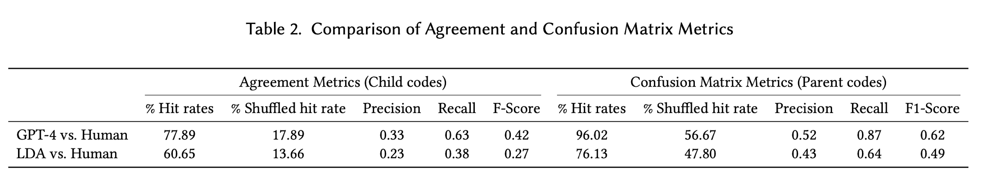 Table 2. Comparison of Agreement and Confusion Matrix Metrics
Agreement Metrics (Child codes) Confusion Matrix Metrics (Parent codes)
% Hit rates % Shuffled hit rate Precision Recall F-Score % Hit rates % Shuffled hit rate Precision Recall F1-Score
GPT-4 vs. Human 77.89 17.89 0.33 0.63 0.42 96.02 56.67 0.52 0.87 0.62
LDA vs. Human 60.65 13.66 0.23 0.38 0.27 76.13 47.80 0.43 0.64 0.49